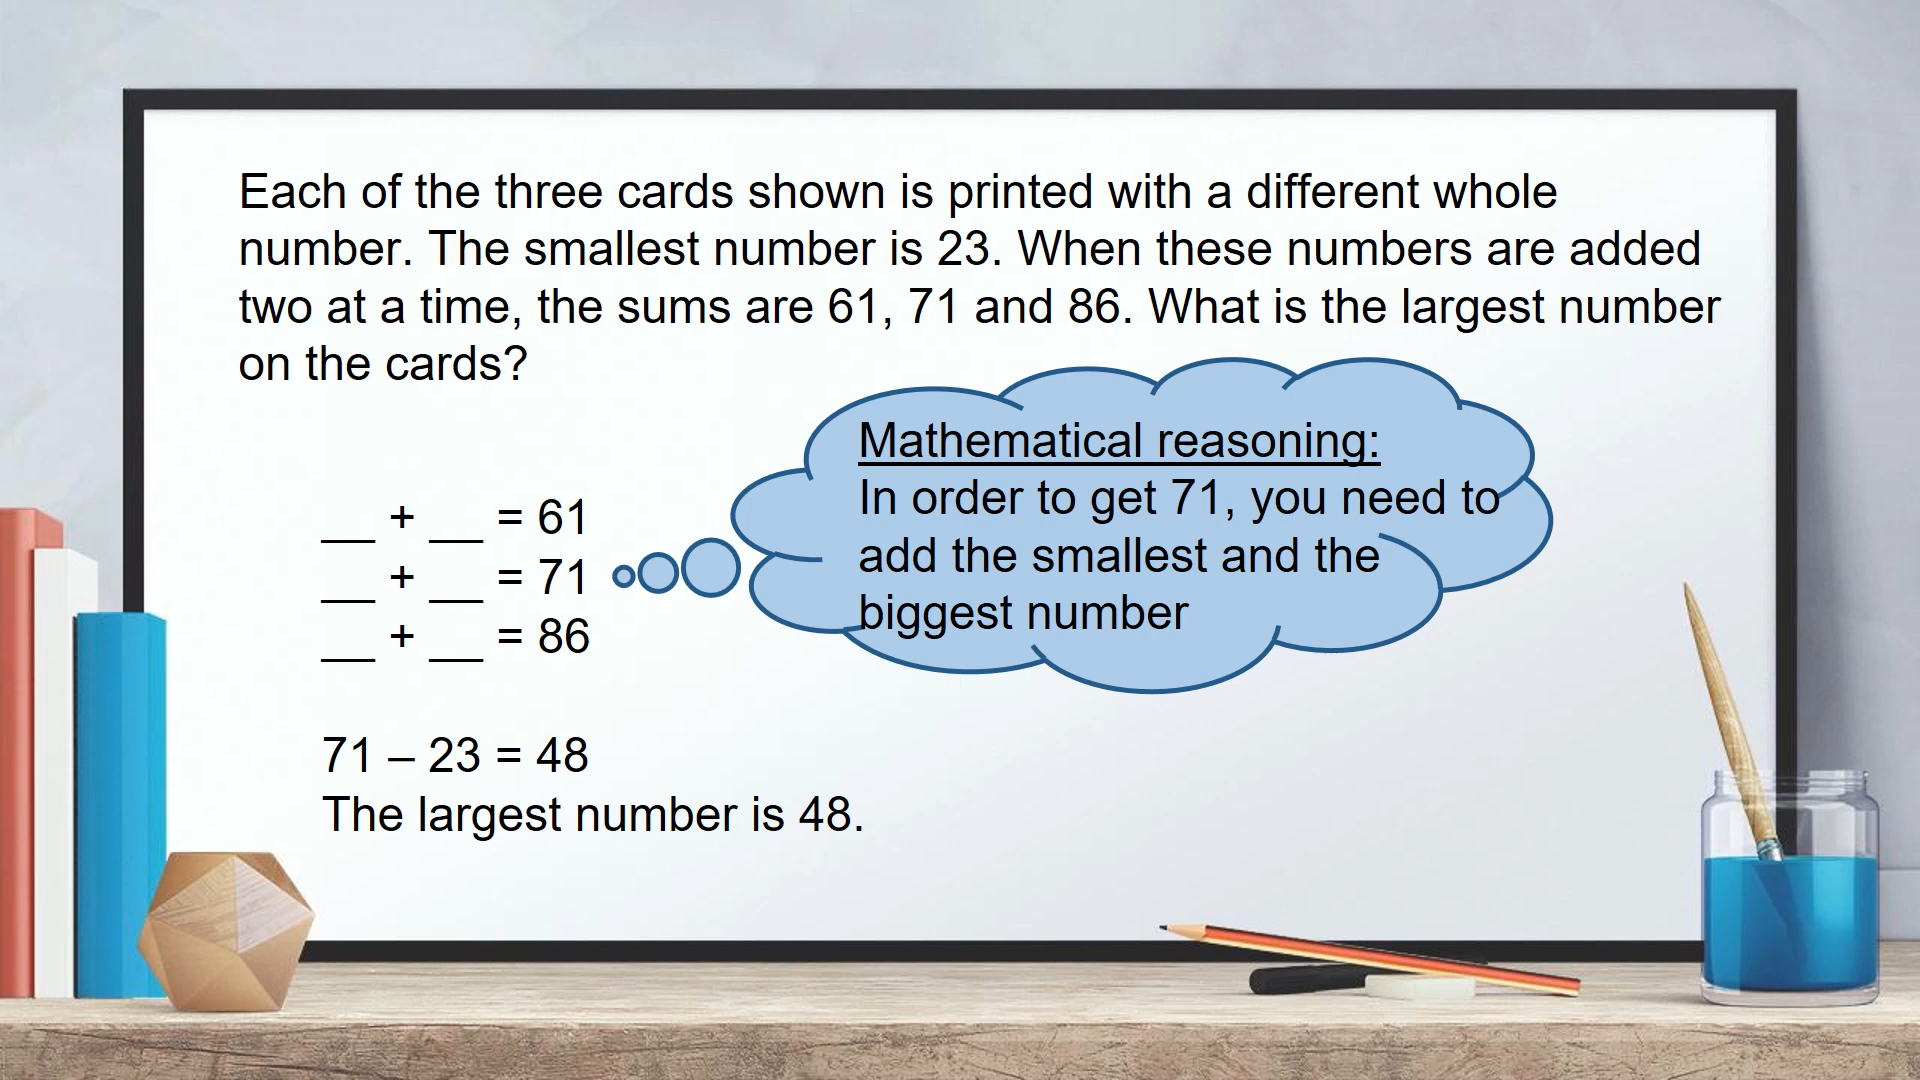 Each of the three cards shown is printed with a different whole
number. The smallest number is 23. When these numbers are added
two at a time, the sums are 61, 71 and 86. What is the largest number
on the cards?
Mathematical reasoning:
In order to get 71, you need to
add the smallest and the
biggest number
__ + __ = 61
__ + __ = 71
__ + __ = 86
71 – 23 = 48
The largest number is 48.